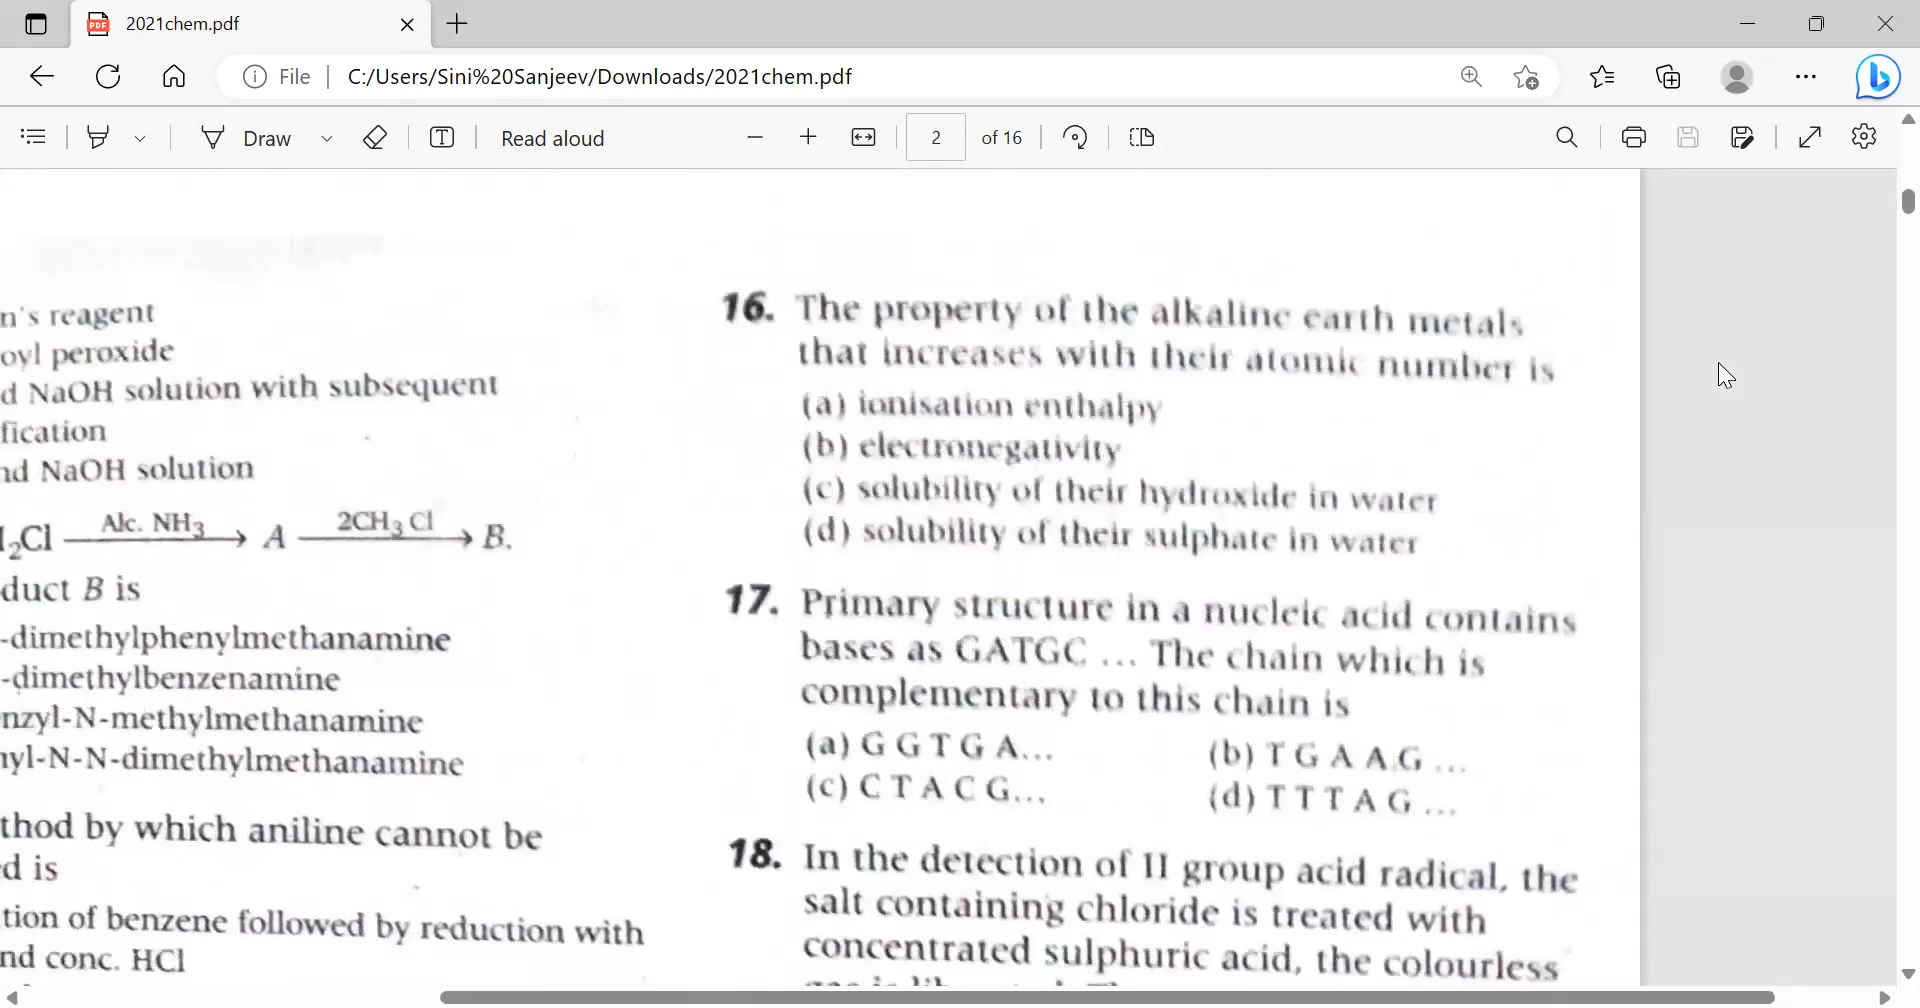 2021chem.pdf
File
C:/Users/Sini%20Sanjeev/Downloads/2021chem.pdf
Draw
Read aloud
2 of 16
n's reagent
oyl peroxide
d NaOH solution with subsequent
fication
nd NaOH solution
I₂Cl Alc. NH₃ → A 2CH₃Cl → B.
duct B is
-dimethylphenylmethanamine
-dimethylbenzenamine
nzyl-N-methylmethanamine
nyl-N-N-dimethylmethanamine
thod by which aniline cannot be
d is
tion of benzene followed by reduction with
nd conc. HCl
16. The property of the alkaline earth metals
that increases with their atomic number is
(a) ionisation enthalpy
(b) electronegativity
(c) solubility of their hydroxide in water
(d) solubility of their sulphate in water
17. Primary structure in a nucleic acid contains
bases as GATGC ... The chain which is
complementary to this chain is
(a) G G T G A... (b) T G A A G ...
(c) C T A C G... (d) T T T A G ...
18. In the detection of II group acid radical, the
salt containing chloride is treated with
concentrated sulphuric acid, the colourless